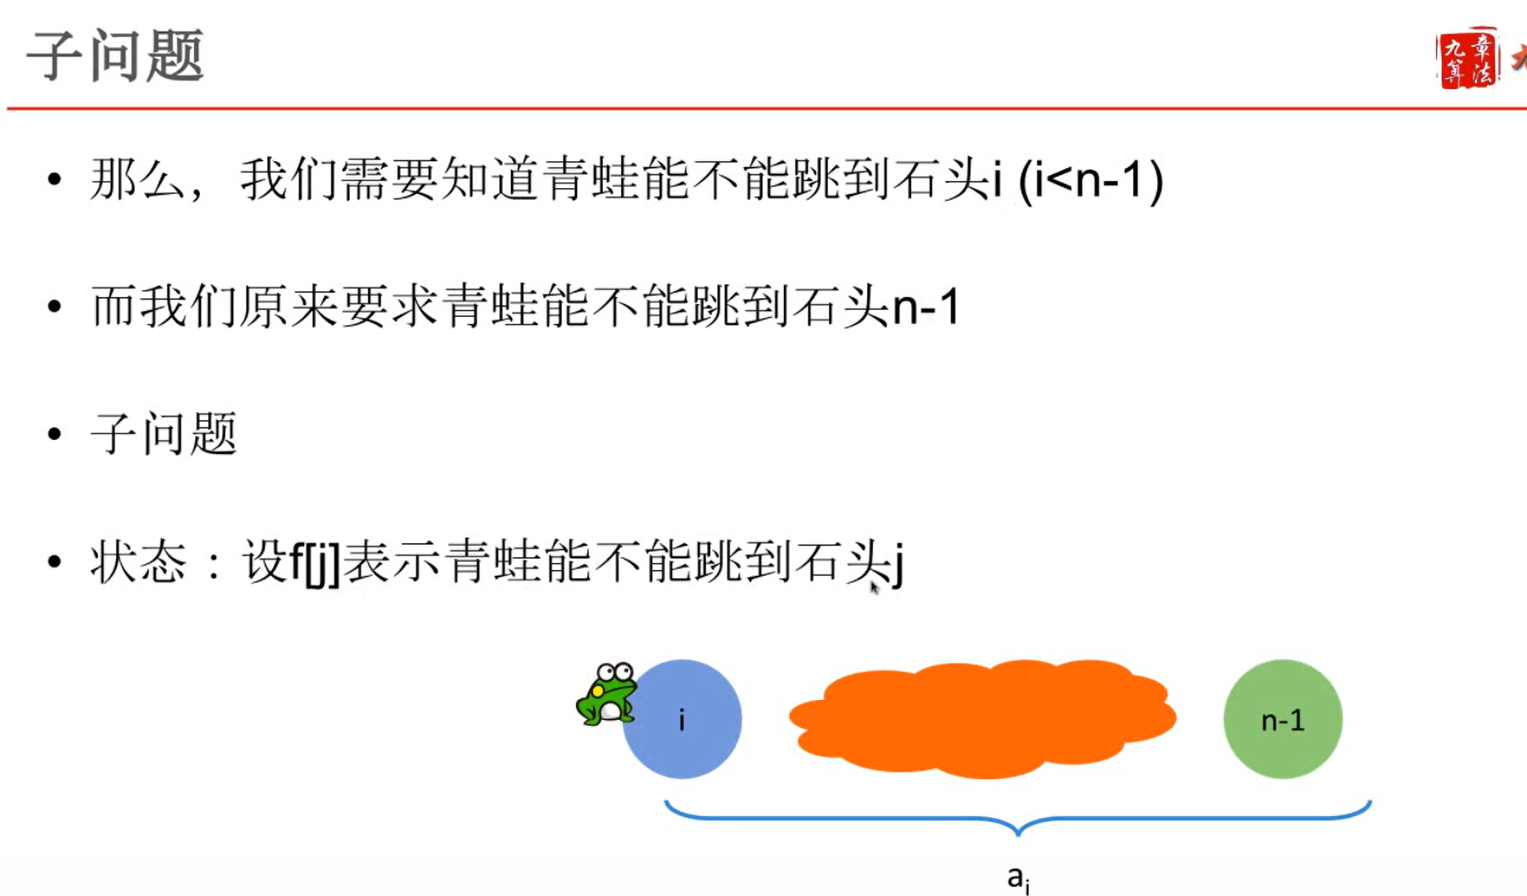 子问题
九章算法
• 那么，我们需要知道青蛙能不能跳到石头i (i<n-1)
• 而我们原来要求青蛙能不能跳到石头n-1
• 子问题
• 状态：设f[j]表示青蛙能不能跳到石头j
i
n-1
ai